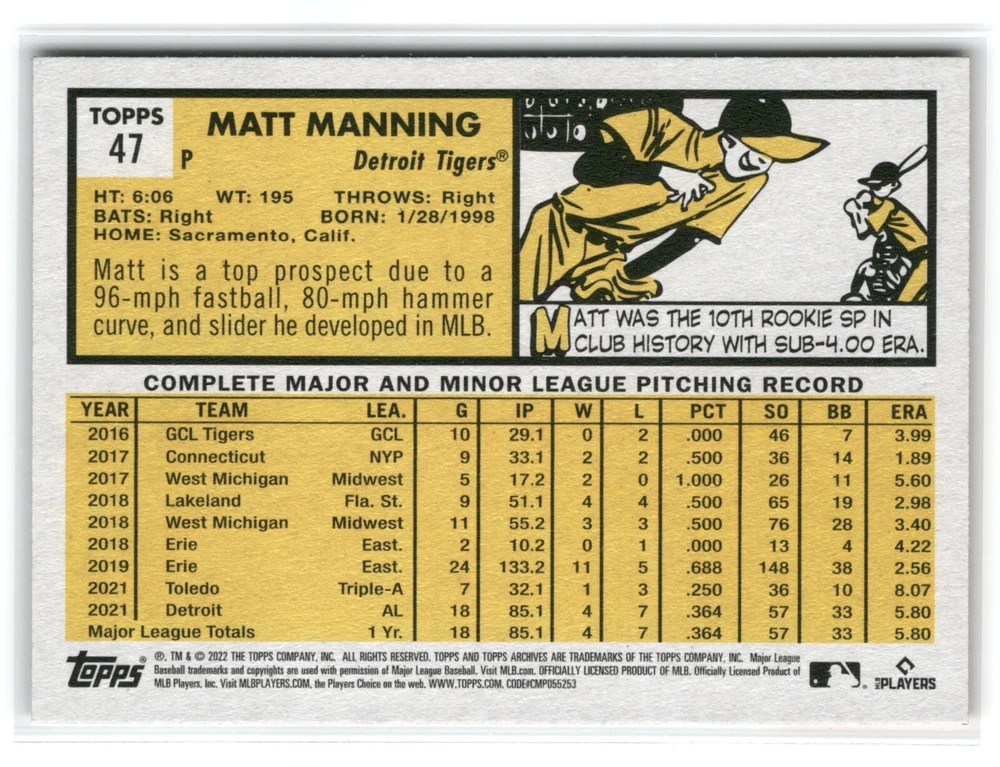 TOPPS
47
MATT MANNING
P
Detroit Tigers®
HT: 6:06 WT: 195 THROWS: Right
BATS: Right BORN: 1/28/1998
HOME: Sacramento, Calif.
Matt is a top prospect due to a
96-mph fastball, 80-mph hammer
curve, and slider he developed in MLB.
MATT WAS THE 10TH ROOKIE SP IN
CLUB HISTORY WITH SUB-4.00 ERA.
COMPLETE MAJOR AND MINOR LEAGUE PITCHING RECORD
YEAR TEAM LEA. G IP W L PCT SO BB ERA
2016 GCL Tigers GCL 10 29.1 0 2 .000 46 7 3.99
2017 Connecticut NYP 9 33.1 2 2 .500 36 14 1.89
2017 West Michigan Midwest 5 17.2 2 0 1.000 26 11 5.60
2018 Lakeland Fla. St. 9 51.1 4 4 .500 65 19 2.98
2018 West Michigan Midwest 11 55.2 3 3 .500 76 28 3.40
2018 Erie East. 2 10.2 0 1 .000 13 4 4.22
2019 Erie East. 24 133.2 11 5 .688 148 38 2.56
2021 Toledo Triple-A 7 32.1 1 3 .250 36 10 8.07
2021 Detroit AL 18 85.1 4 7 .364 57 33 5.80
Major League Totals 1 Yr. 18 85.1 4 7 .364 57 33 5.80
topps®
®, TM & © 2022 THE TOPPS COMPANY, INC. ALL RIGHTS RESERVED. TOPPS AND TOPPS ARCHIVES ARE TRADEMARKS OF THE TOPPS COMPANY, INC. Major League
Baseball trademarks and copyrights are used with permission of Major League Baseball. Visit MLB.com. OFFICIALLY LICENSED PRODUCT OF MLB. Officially Licensed Product of
MLB Players, Inc. Visit MLBPLAYERS.COM, the Players Choice on the web. WWW.TOPPS.COM. CODE#CMP055253
MLB PLAYERS